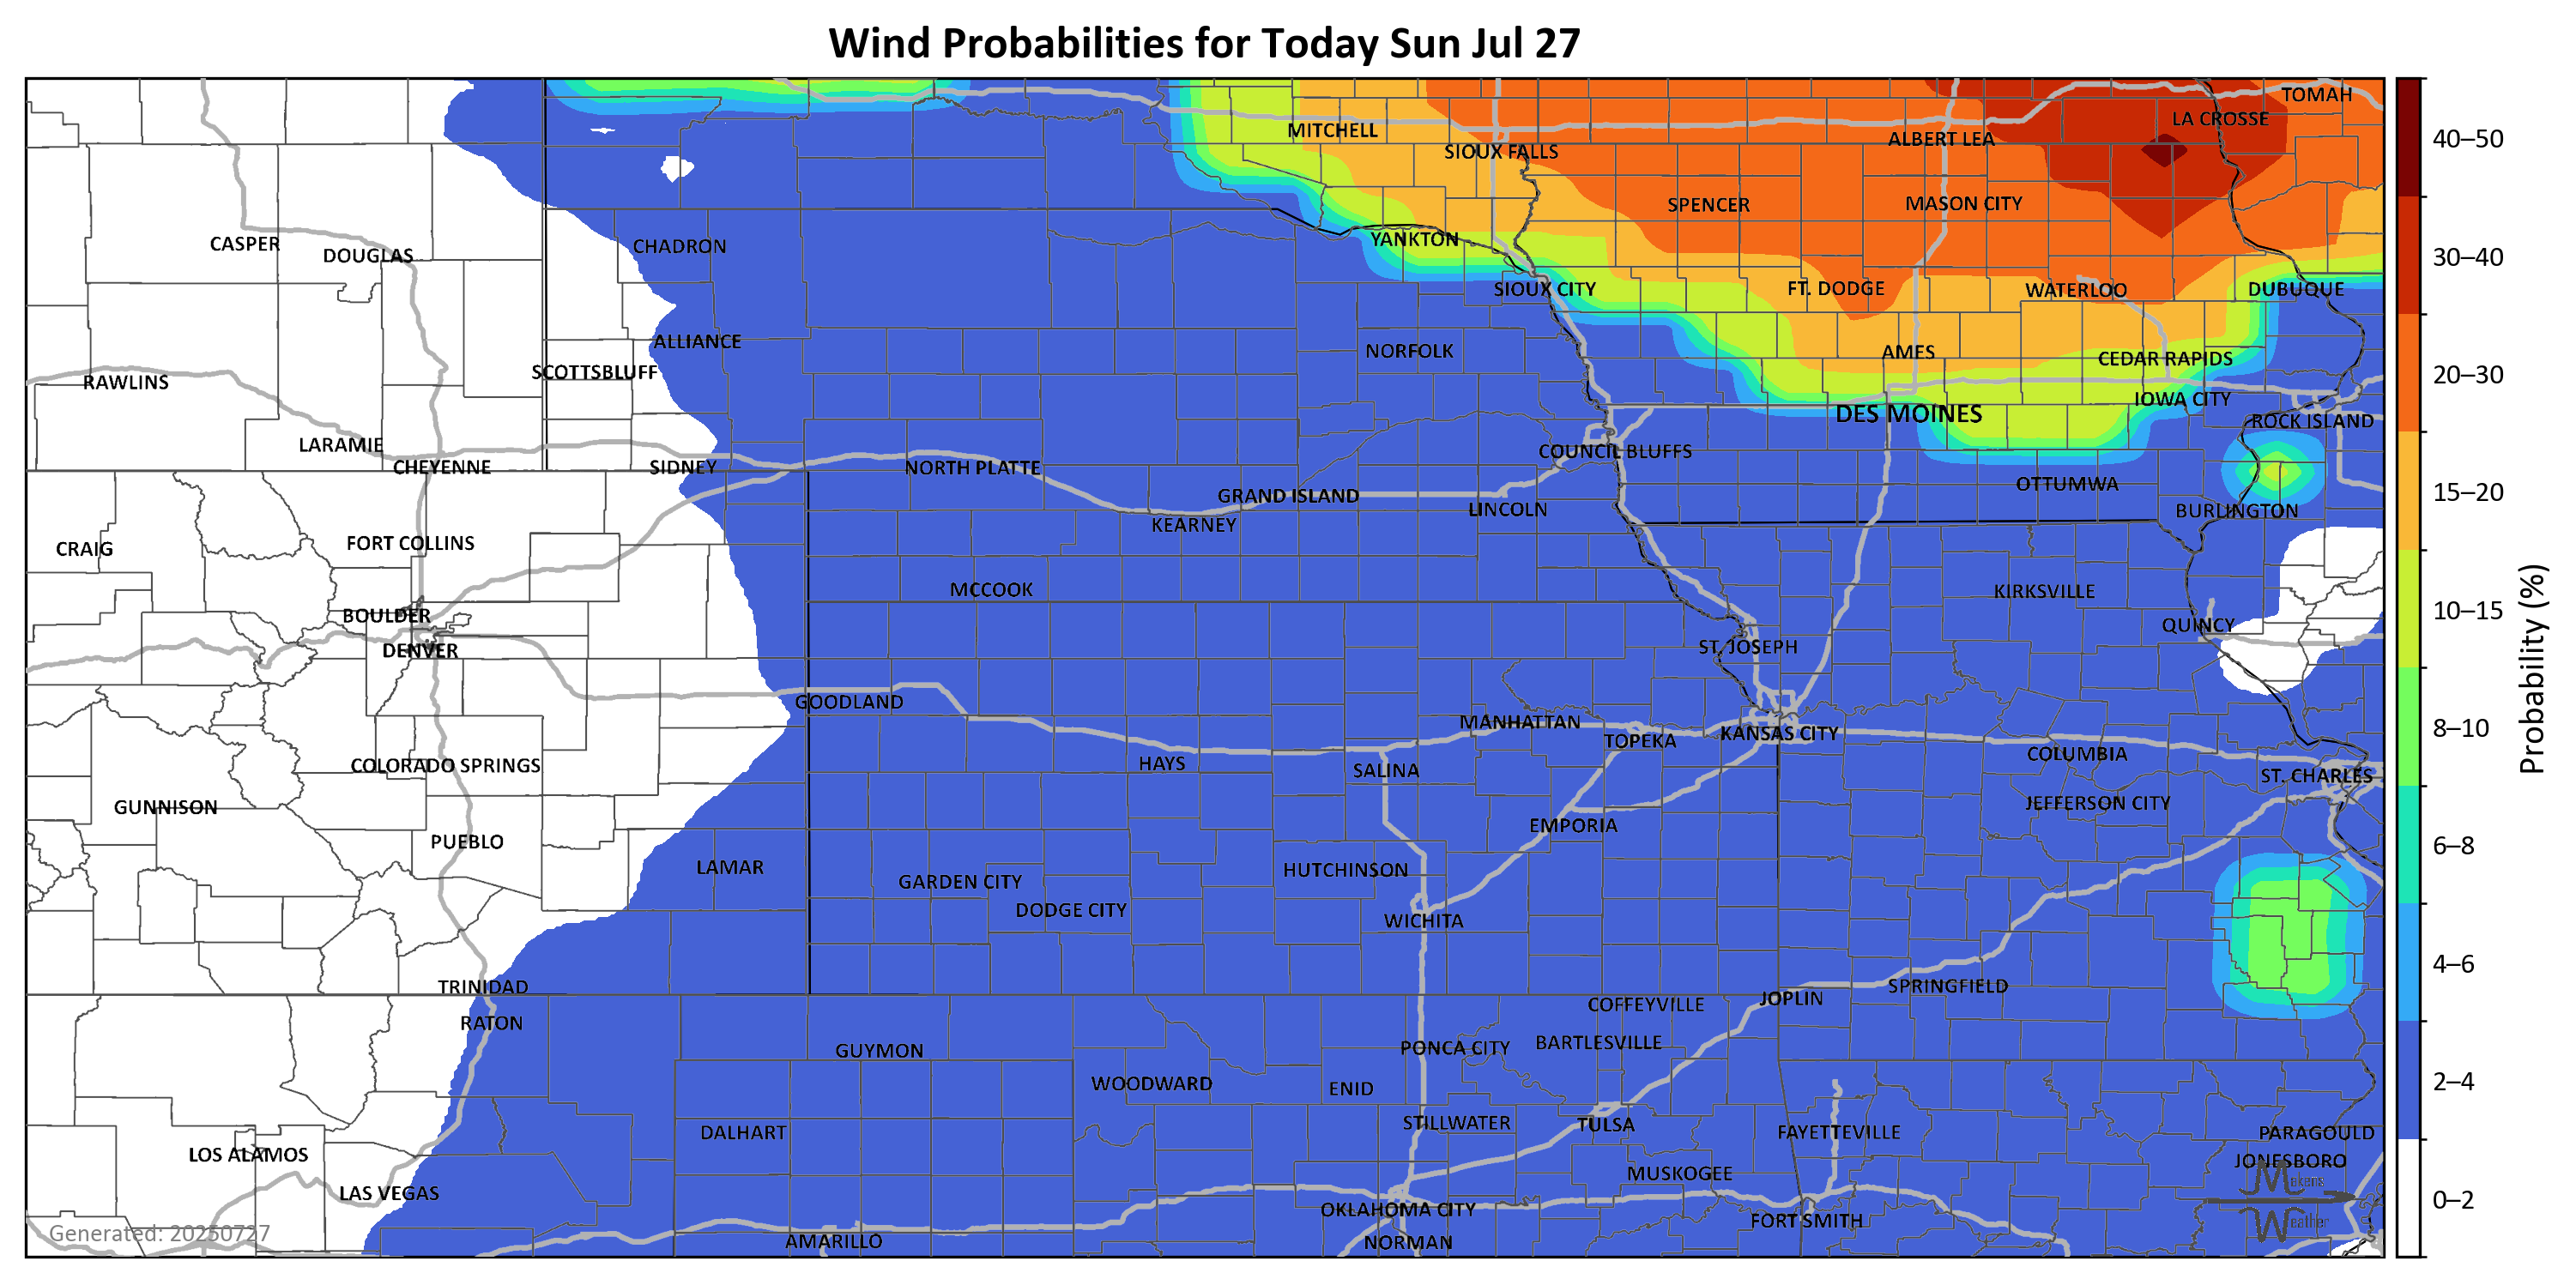 Wind Probabilities for Today Sun Jul 27
TOMAH
LA CROSSE
MITCHELL
ALBERT LEA
SIOUX FALLS
SPENCER
MASON CITY
CASPER
DOUGLAS
CHADRON
YANKTON
SIOUX CITY
FT. DODGE
WATERLOO
DUBUQUE
ALLIANCE
NORFOLK
AMES
CEDAR RAPIDS
RAWLINS
SCOTTSBLUFF
IOWA CITY
DES MOINES
ROCK ISLAND
LARAMIE
CHEYENNE
SIDNEY
NORTH PLATTE
COUNCIL BLUFFS
GRAND ISLAND
LINCOLN
OTTUMWA
BURLINGTON
KEARNEY
CRAIG
FORT COLLINS
MCCOOK
KIRKSVILLE
BOULDER
QUINCY
DENVER
ST. JOSEPH
GOODLAND
MANHATTAN
TOPEKA
KANSAS CITY
COLUMBIA
COLORADO SPRINGS
HAYS
SALINA
ST. CHARLES
GUNNISON
JEFFERSON CITY
PUEBLO
EMPORIA
LAMAR
GARDEN CITY
HUTCHINSON
DODGE CITY
WICHITA
TRINIDAD
SPRINGFIELD
JOPLIN
COFFEYVILLE
RATON
GUYMON
PONCA CITY
BARTLESVILLE
WOODWARD
ENID
STILLWATER
TULSA
DALHART
FAYETTEVILLE
PARAGOULD
LOS ALAMOS
JONESBORO
MUSKOGEE
LAS VEGAS
OKLAHOMA CITY
FORT SMITH
AMARILLO
NORMAN
Generated: 20250727
Weather
40–50
30–40
20–30
15–20
10–15
8–10
6–8
4–6
2–4
0–2
Probability (%)